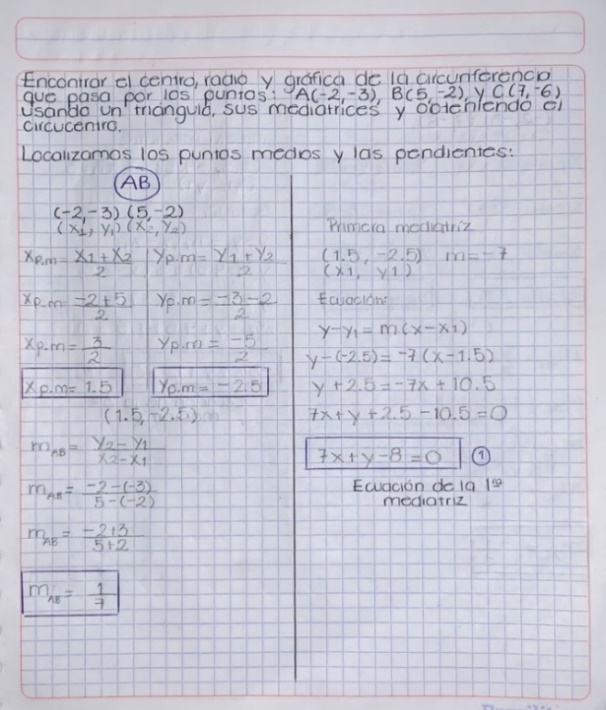 Encontrar el centro, radio y gráfica de la circunferencia
que pasa por los puntos: A(-2,-3), B(5,-2), y C(7,-6)
usando un triángulo, sus mediatrices y obteniendo el
circucentro.
Localizamos los puntos medios y las pendientes:
AB
(-2,-3) (5,-2)
(x1, y1) (x2, y2)
xp.m= x1+x2/2
yp.m= y1+y2/2
xp.m= -2+5/2
yp.m= -3-2/2
xp.m= 3/2
yp.m= -5/2
xp.m= 1.5
yp.m= -2.5
(1.5, -2.5)
mAB= y2-y1/x2-x1
mAB= -2-(-3)/5-(-2)
mAB= -2+3/5+2
mAB= 1/7
Primera mediatriz
(1.5, -2.5) m=-7
(x1, y1)
Ecuación:
y-y1=m(x-x1)
y-(-2.5)=-7(x-1.5)
y+2.5=-7x+10.5
7x+y+2.5-10.5=0
7x+y-8=0 1
Ecuación de la 1ra
mediatriz